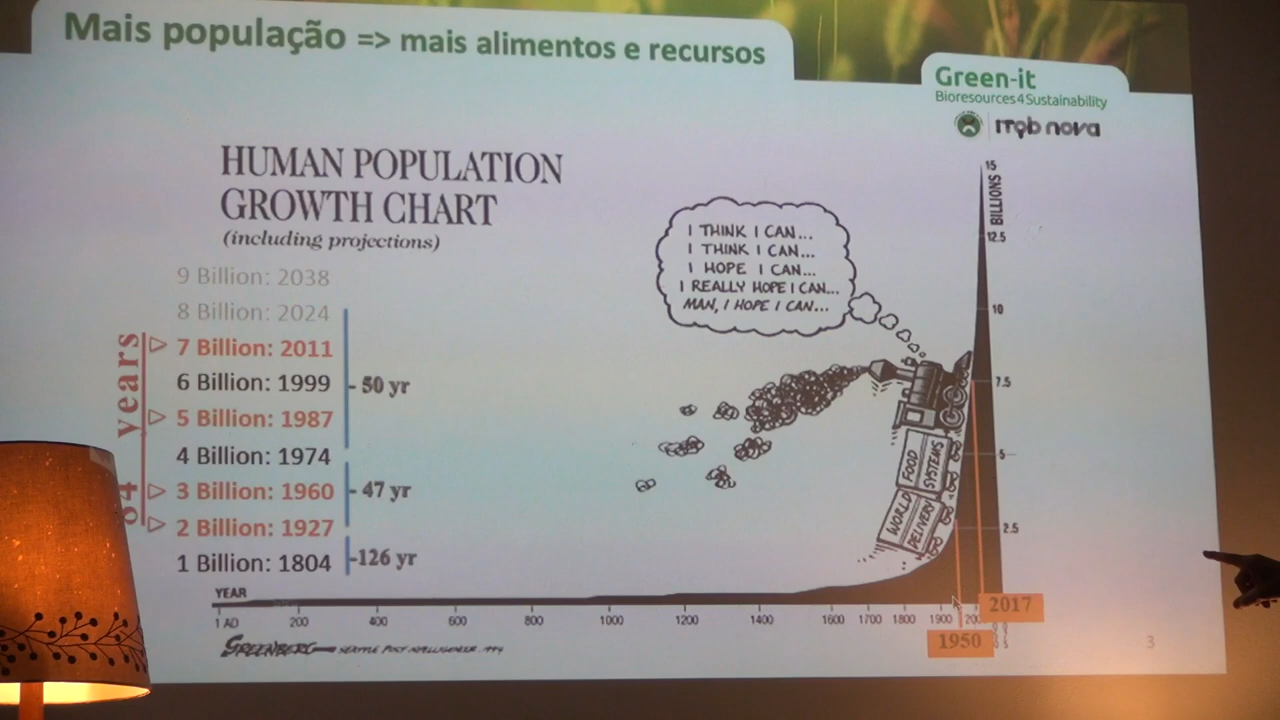 Mais população => mais alimentos e recursos
Green-it
Bioresources4Sustainability
ITqb nova
HUMAN POPULATION
GROWTH CHART
(including projections)
9 Billion: 2038
8 Billion: 2024
7 Billion: 2011
6 Billion: 1999
5 Billion: 1987
4 Billion: 1974
3 Billion: 1960
2 Billion: 1927
1 Billion: 1804
84 years
50 yr
47 yr
126 yr
I THINK I CAN...
I THINK I CAN...
I HOPE I CAN...
I REALLY HOPE I CAN...
MAN, I HOPE I CAN...
FOOD
SYSTEMS
WORLD
DELIVERY
BILLIONS
15
12.5
10
7.5
5
2.5
YEAR
1 AD 200 400 600 800 1000 1200 1400 1600 1700 1800 1900
2017
1950
GREENBERG SEATTLE POST-INTELLIGENCER
3